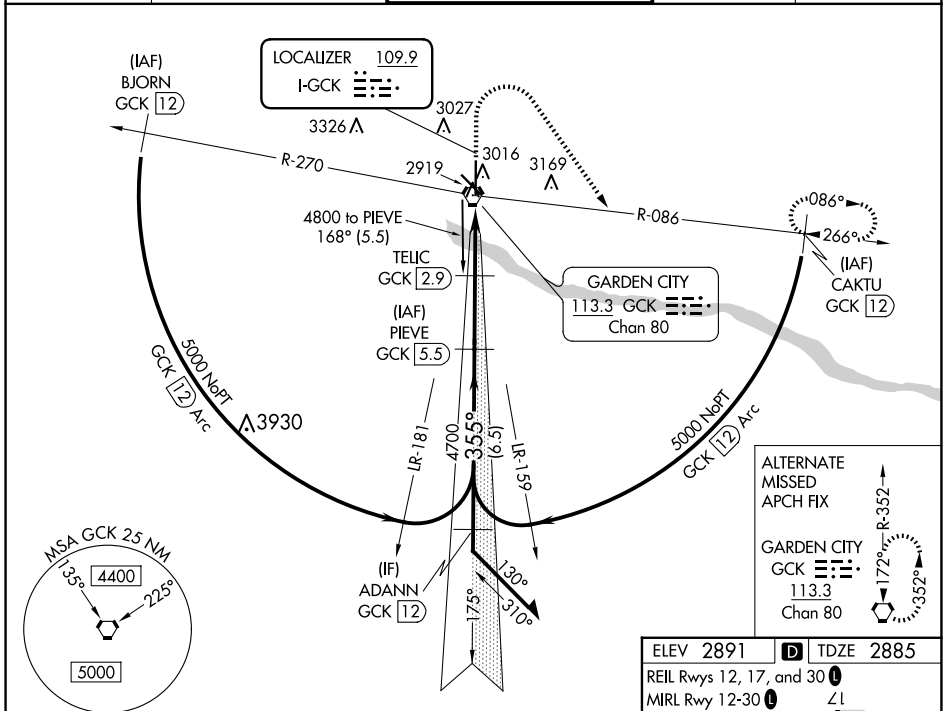 (IAF)
BJORN
GCK 12
LOCALIZER 109.9
I-GCK
3326
3027
3016
3169
2919
R-270
R-086
086°
266°
(IAF)
CAKTU
GCK 12
4800 to PIEVE
168° (5.5)
TELIC
GCK 2.9
(IAF)
PIEVE
GCK 5.5
GARDEN CITY
113.3 GCK
Chan 80
5000 NoPT
GCK 12 Arc
3930
LR-181
4700
355°
(6.5)
LR-159
5000 NoPT
GCK 12 Arc
(IF)
ADANN
GCK 12
175°
130°
310°
MSA GCK 25 NM
135°
4400
225°
5000
ALTERNATE
MISSED
APCH FIX
GARDEN CITY
GCK
113.3
Chan 80
R-352
172°
352°
ELEV 2891 D TDZE 2885
REIL Rwys 12, 17, and 30 L
MIRL Rwy 12-30 L
17